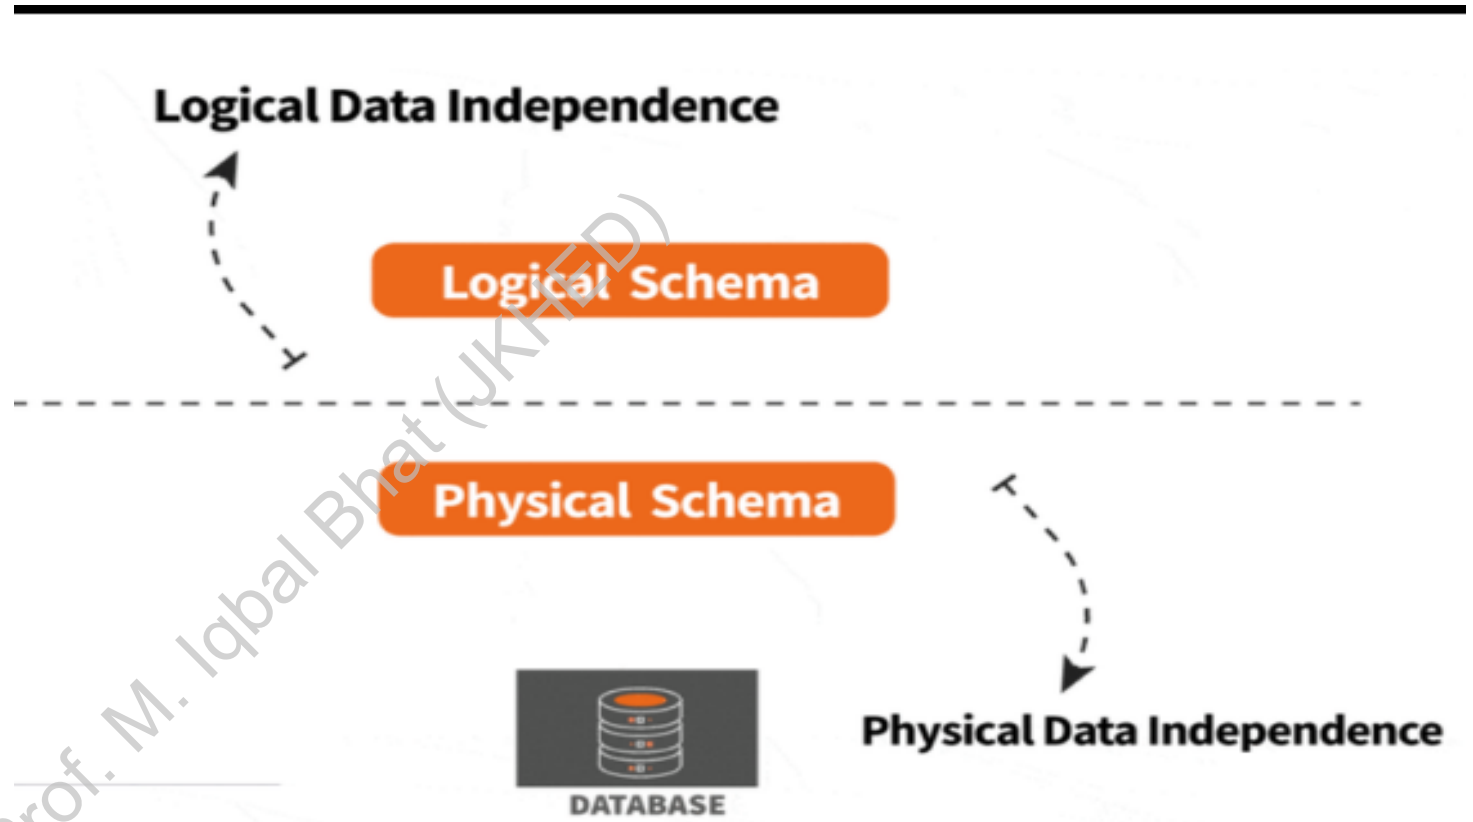 Logical Data Independence
Logical Schema
Physical Schema
Physical Data Independence
DATABASE
Prof. M. Iqbal Bhat (JKHED)